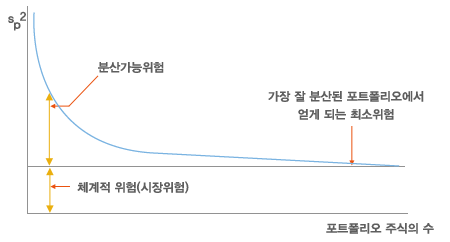 sp2
분산가능위험
가장 잘 분산된 포트폴리오에서
얻게 되는 최소위험
체계적 위험(시장위험)
포트폴리오 주식의 수